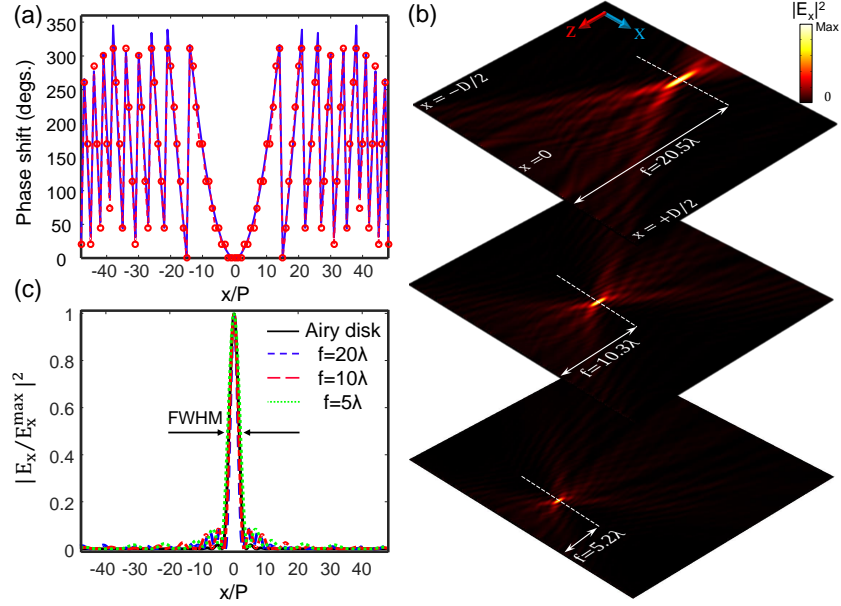 (a)
350
300
250
200
150
100
50
0
Phase shift (degs.)
-40 -30 -20 -10 0 10 20 30 40
x/P
(b)
|Eₓ|²
Max
0
Z X
x = −D/2
x =0
f=20.5λ
x = +D/2
f=10.3λ
f=5.2λ
(c)
1
0.8
0.6
0.4
0.2
0
|Eₓ/Eₓᵐᵃˣ|²
Airy disk
f=20λ
f=10λ
f=5λ
FWHM
-40 -30 -20 -10 0 10 20 30 40
x/P